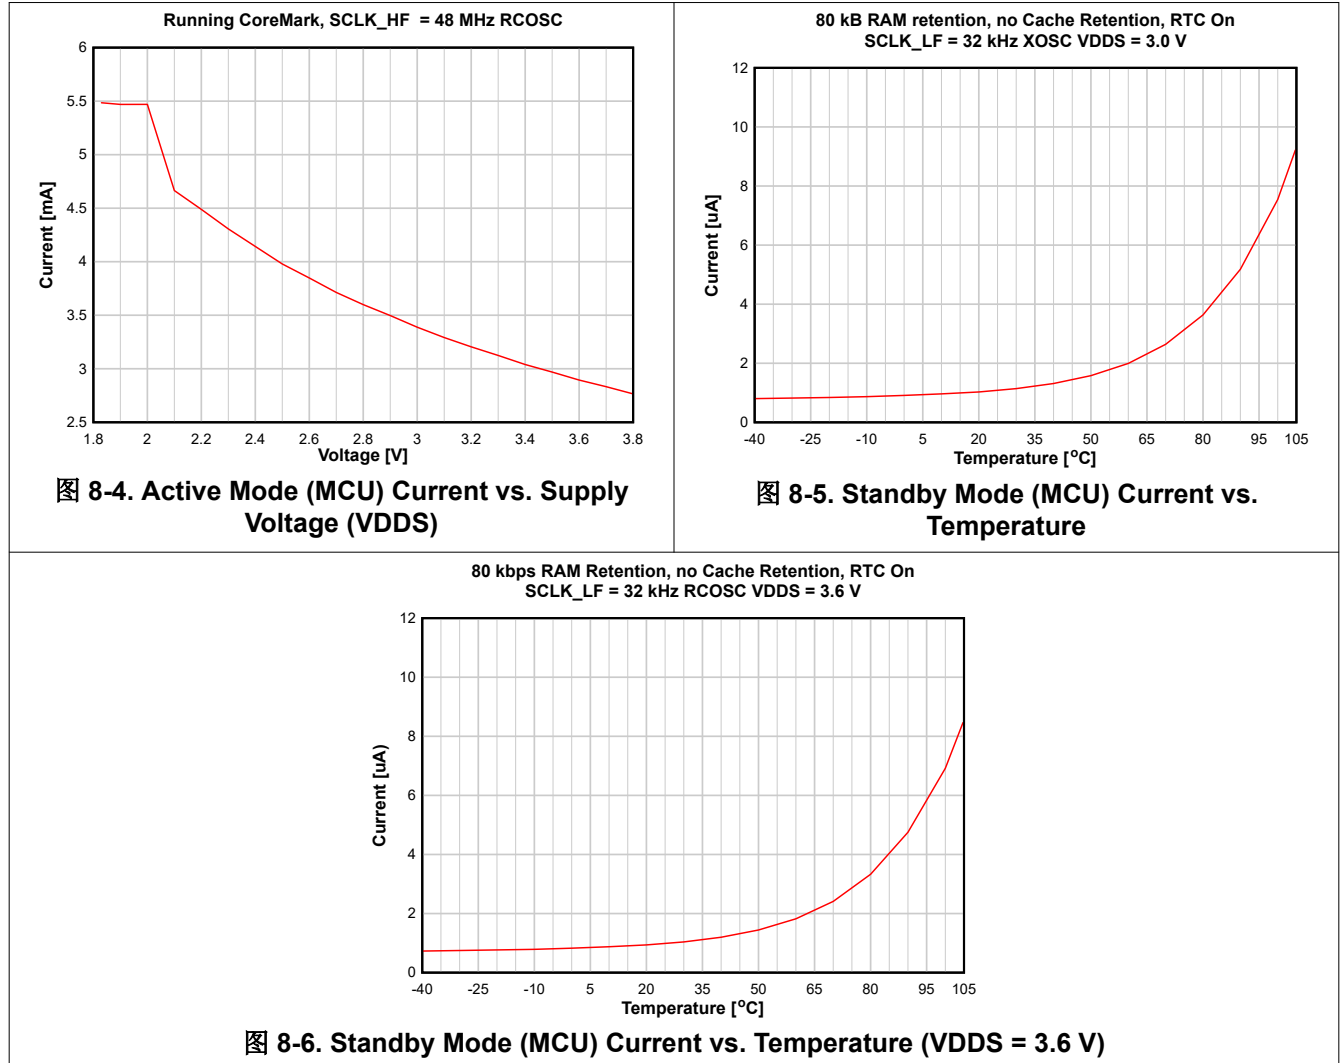 Running CoreMark, SCLK_HF = 48 MHz RCOSC
6
5.5
5
4.5
4
3.5
3
2.5
Current [mA]
1.8 2 2.2 2.4 2.6 2.8 3 3.2 3.4 3.6 3.8
Voltage [V]
图 8-4. Active Mode (MCU) Current vs. Supply
Voltage (VDDS)
80 kB RAM retention, no Cache Retention, RTC On
SCLK_LF = 32 kHz XOSC VDDS = 3.0 V
12
10
8
6
4
2
0
Current [uA]
-40 -25 -10 5 20 35 50 65 80 95 105
Temperature [°C]
图 8-5. Standby Mode (MCU) Current vs.
Temperature
80 kbps RAM Retention, no Cache Retention, RTC On
SCLK_LF = 32 kHz RCOSC VDDS = 3.6 V
12
10
8
6
4
2
0
Current [uA)
-40 -25 -10 5 20 35 50 65 80 95 105
Temperature [°C]
图 8-6. Standby Mode (MCU) Current vs. Temperature (VDDS = 3.6 V)